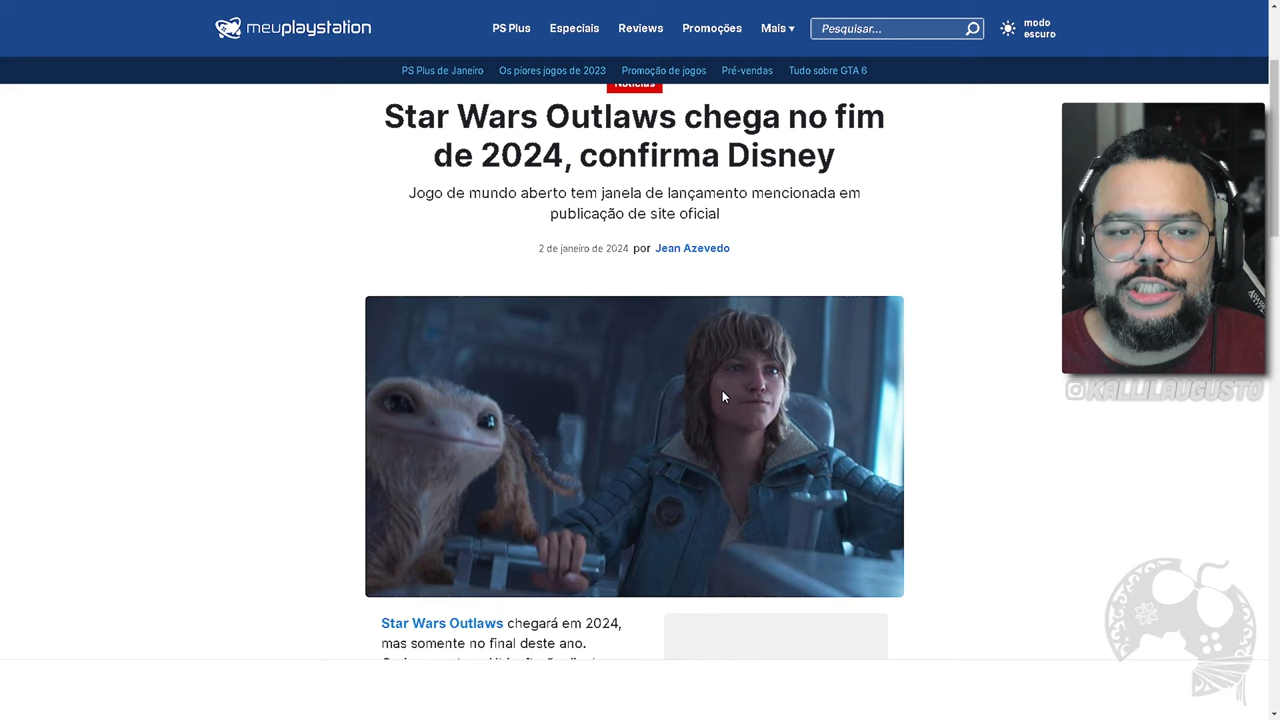 meuplaystation
PS Plus
Especiais
Reviews
Promoções
Mais
Pesquisar...
modo
escuro
PS Plus de Janeiro
Os piores jogos de 2023
Promoção de jogos
Pré-vendas
Tudo sobre GTA 6
Notícias
Star Wars Outlaws chega no fim
de 2024, confirma Disney
Jogo de mundo aberto tem janela de lançamento mencionada em
publicação de site oficial
2 de janeiro de 2024 por Jean Azevedo
@KALLILAUGUSTO
Star Wars Outlaws chegará em 2024,
mas somente no final deste ano.